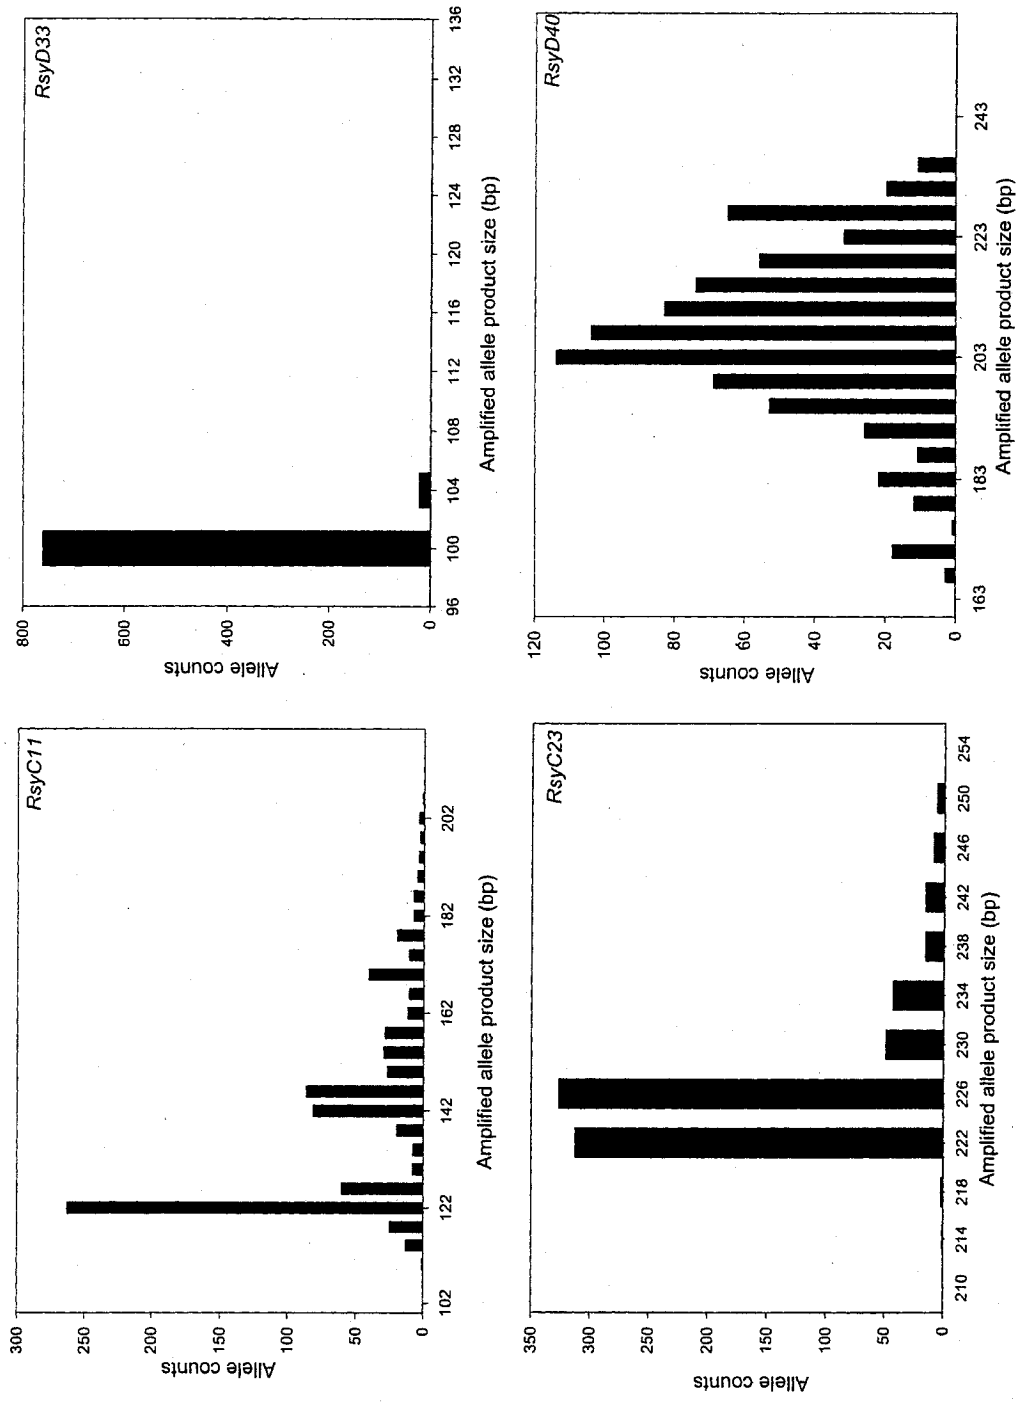 RsyC11
300
250
200
150
100
50
0
Allele counts
102 122 142 162 182 202
Amplified allele product size (bp)
RsyD33
800
600
400
200
0
Allele counts
96 100 104 108 112 116 120 124 128 132 136
Amplified allele product size (bp)
RsyC23
350
300
250
200
150
100
50
0
Allele counts
210 214 218 222 226 230 234 238 242 246 250 254
Amplified allele product size (bp)
RsyD40
120
100
80
60
40
20
0
Allele counts
163 183 203 223 243
Amplified allele product size (bp)